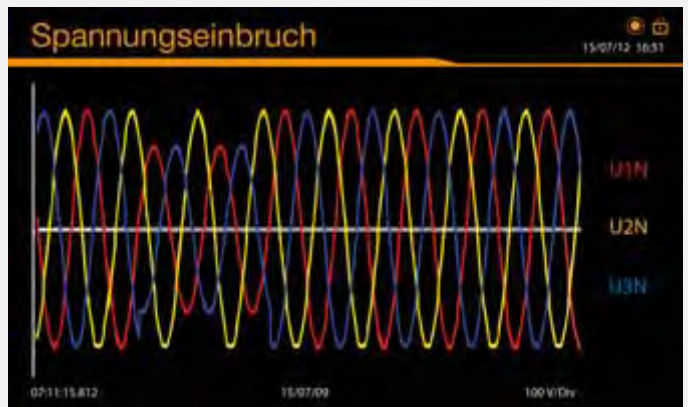 Spannungseinbruch
15/07/12 16:51
U1N
U2N
U3N
07:11:15.812
15/07/09
100 V/Div